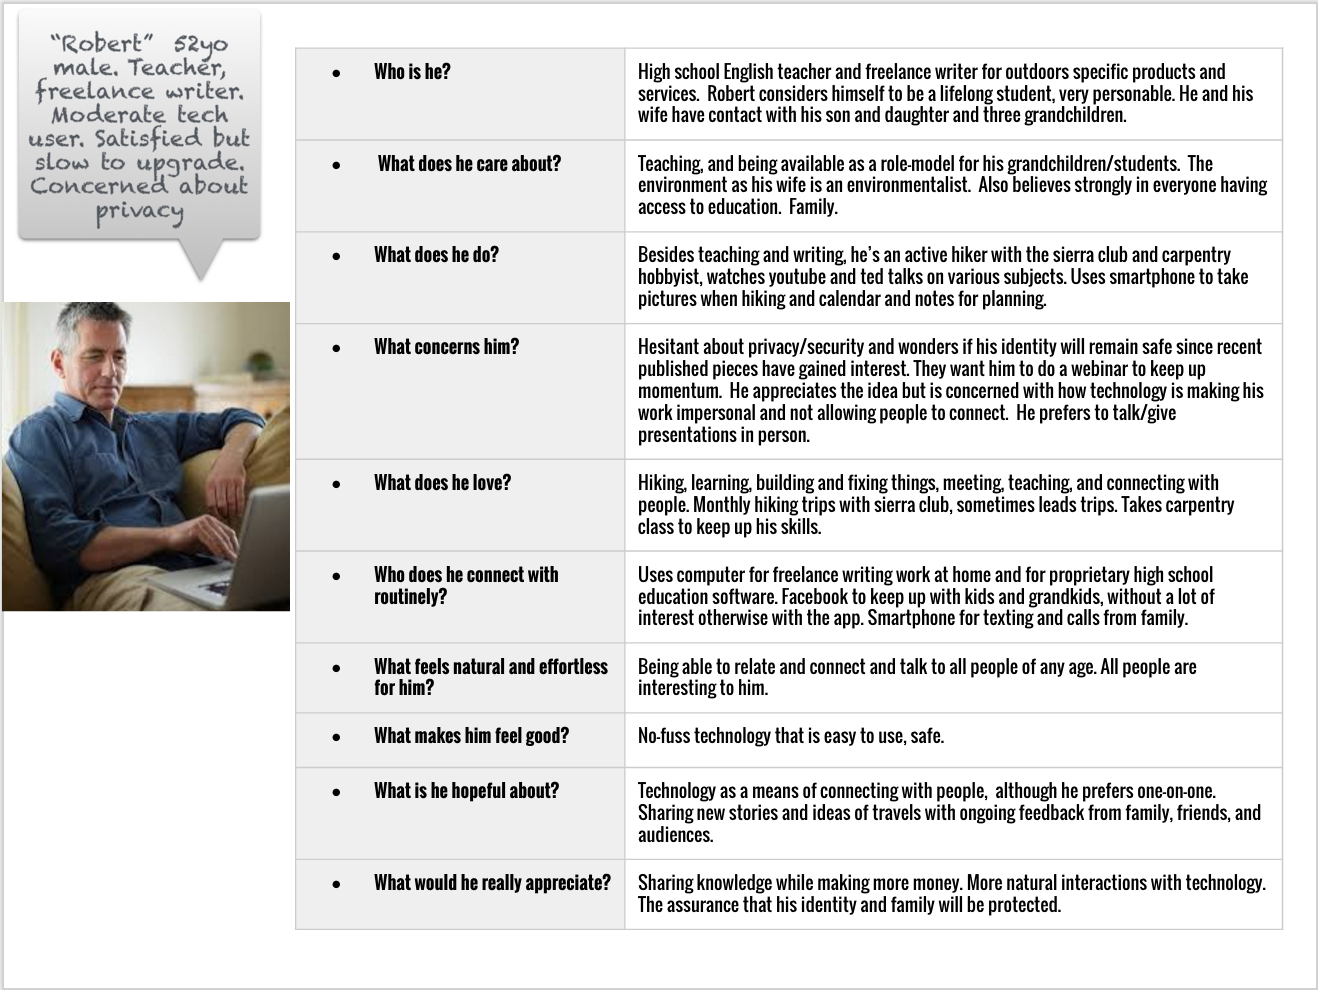 “Robert”  52yo
male. Teacher,
freelance writer.
Moderate tech
user. Satisfied but
slow to upgrade.
Concerned about
privacy
• Who is he?
High school English teacher and freelance writer for outdoors specific products and
services.  Robert considers himself to be a lifelong student, very personable. He and his
wife have contact with his son and daughter and three grandchildren.
• What does he care about?
Teaching, and being available as a role-model for his grandchildren/students.  The
environment as his wife is an environmentalist.  Also believes strongly in everyone having
access to education.  Family.
• What does he do?
Besides teaching and writing, he’s an active hiker with the sierra club and carpentry
hobbyist, watches youtube and ted talks on various subjects. Uses smartphone to take
pictures when hiking and calendar and notes for planning.
• What concerns him?
Hesitant about privacy/security and wonders if his identity will remain safe since recent
published pieces have gained interest. They want him to do a webinar to keep up
momentum.  He appreciates the idea but is concerned with how technology is making his
work impersonal and not allowing people to connect.  He prefers to talk/give
presentations in person.
• What does he love?
Hiking, learning, building and fixing things, meeting, teaching, and connecting with
people. Monthly hiking trips with sierra club, sometimes leads trips. Takes carpentry
class to keep up his skills.
• Who does he connect with
routinely?
Uses computer for freelance writing work at home and for proprietary high school
education software. Facebook to keep up with kids and grandkids, without a lot of
interest otherwise with the app. Smartphone for texting and calls from family.
• What feels natural and effortless
for him?
Being able to relate and connect and talk to all people of any age. All people are
interesting to him.
• What makes him feel good?
No-fuss technology that is easy to use, safe.
• What is he hopeful about?
Technology as a means of connecting with people,  although he prefers one-on-one.
Sharing new stories and ideas of travels with ongoing feedback from family, friends, and
audiences.
• What would he really appreciate?
Sharing knowledge while making more money. More natural interactions with technology.
The assurance that his identity and family will be protected.